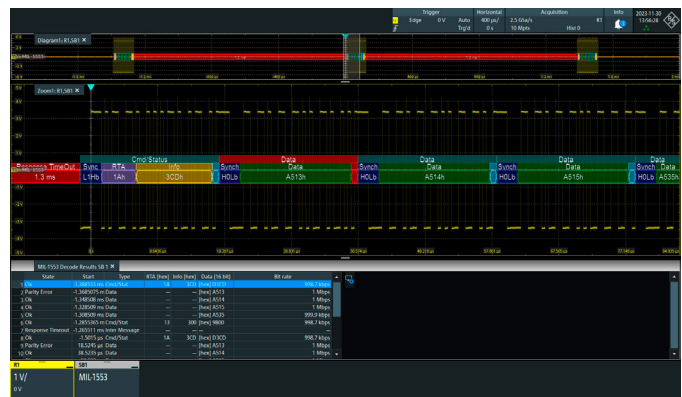 Trigger Horizontal Acquisition Info 2023-11-30
Edge 0 V Auto 400 µs/ 2.5 GSa/s RT 13:56:28
Trg'd 0 s 10 Mpts Hist 0
Diagram1: R1,SB1 ×
1.3 ms
Zoom1: R1,SB1 ×
Cmd/Status Data Data Data Data
Response TimeOut Sync RTA Info Synch Data Synch Data Synch Data Synch Data
1.3 ms L1Hb 1Ah 3CDh H0Lb A513h H0Lb A514h H0Lb A515h H0Lb A535h
MIL-1553 Decode Results SB 1 ×
State Start Type RTA [hex] Info [hex] Data (16 bit) Bit rate
1 Ok Cmd/Stat 1A 3CD [hex] D3CD 998.7 kbps
2 Parity Error -1.3685075 m Data -- -- [hex] A513 1 Mbps
3 Ok -1.348508 ms Data -- -- [hex] A514 1 Mbps
4 Ok -1.328509 ms Data -- -- [hex] A515 1 Mbps
5 Ok -1.308509 ms Data -- -- [hex] A535 999.9 kbps
6 Ok -1.2855365 m Cmd/Stat 13 300 [hex] 9B00 998.7 kbps
7 Response Timeout -1.265511 ms Inter Message -- -- -- --
8 Ok -1.5015 µs Cmd/Stat 1A 3CD [hex] D3CD 998.7 kbps
9 Parity Error 18.5245 µs Data -- -- [hex] A513 1 Mbps
10 Ok 38.5235 µs Data -- -- [hex] A514 1 Mbps
R1 SB1
1 V/ MIL-1553
0 V